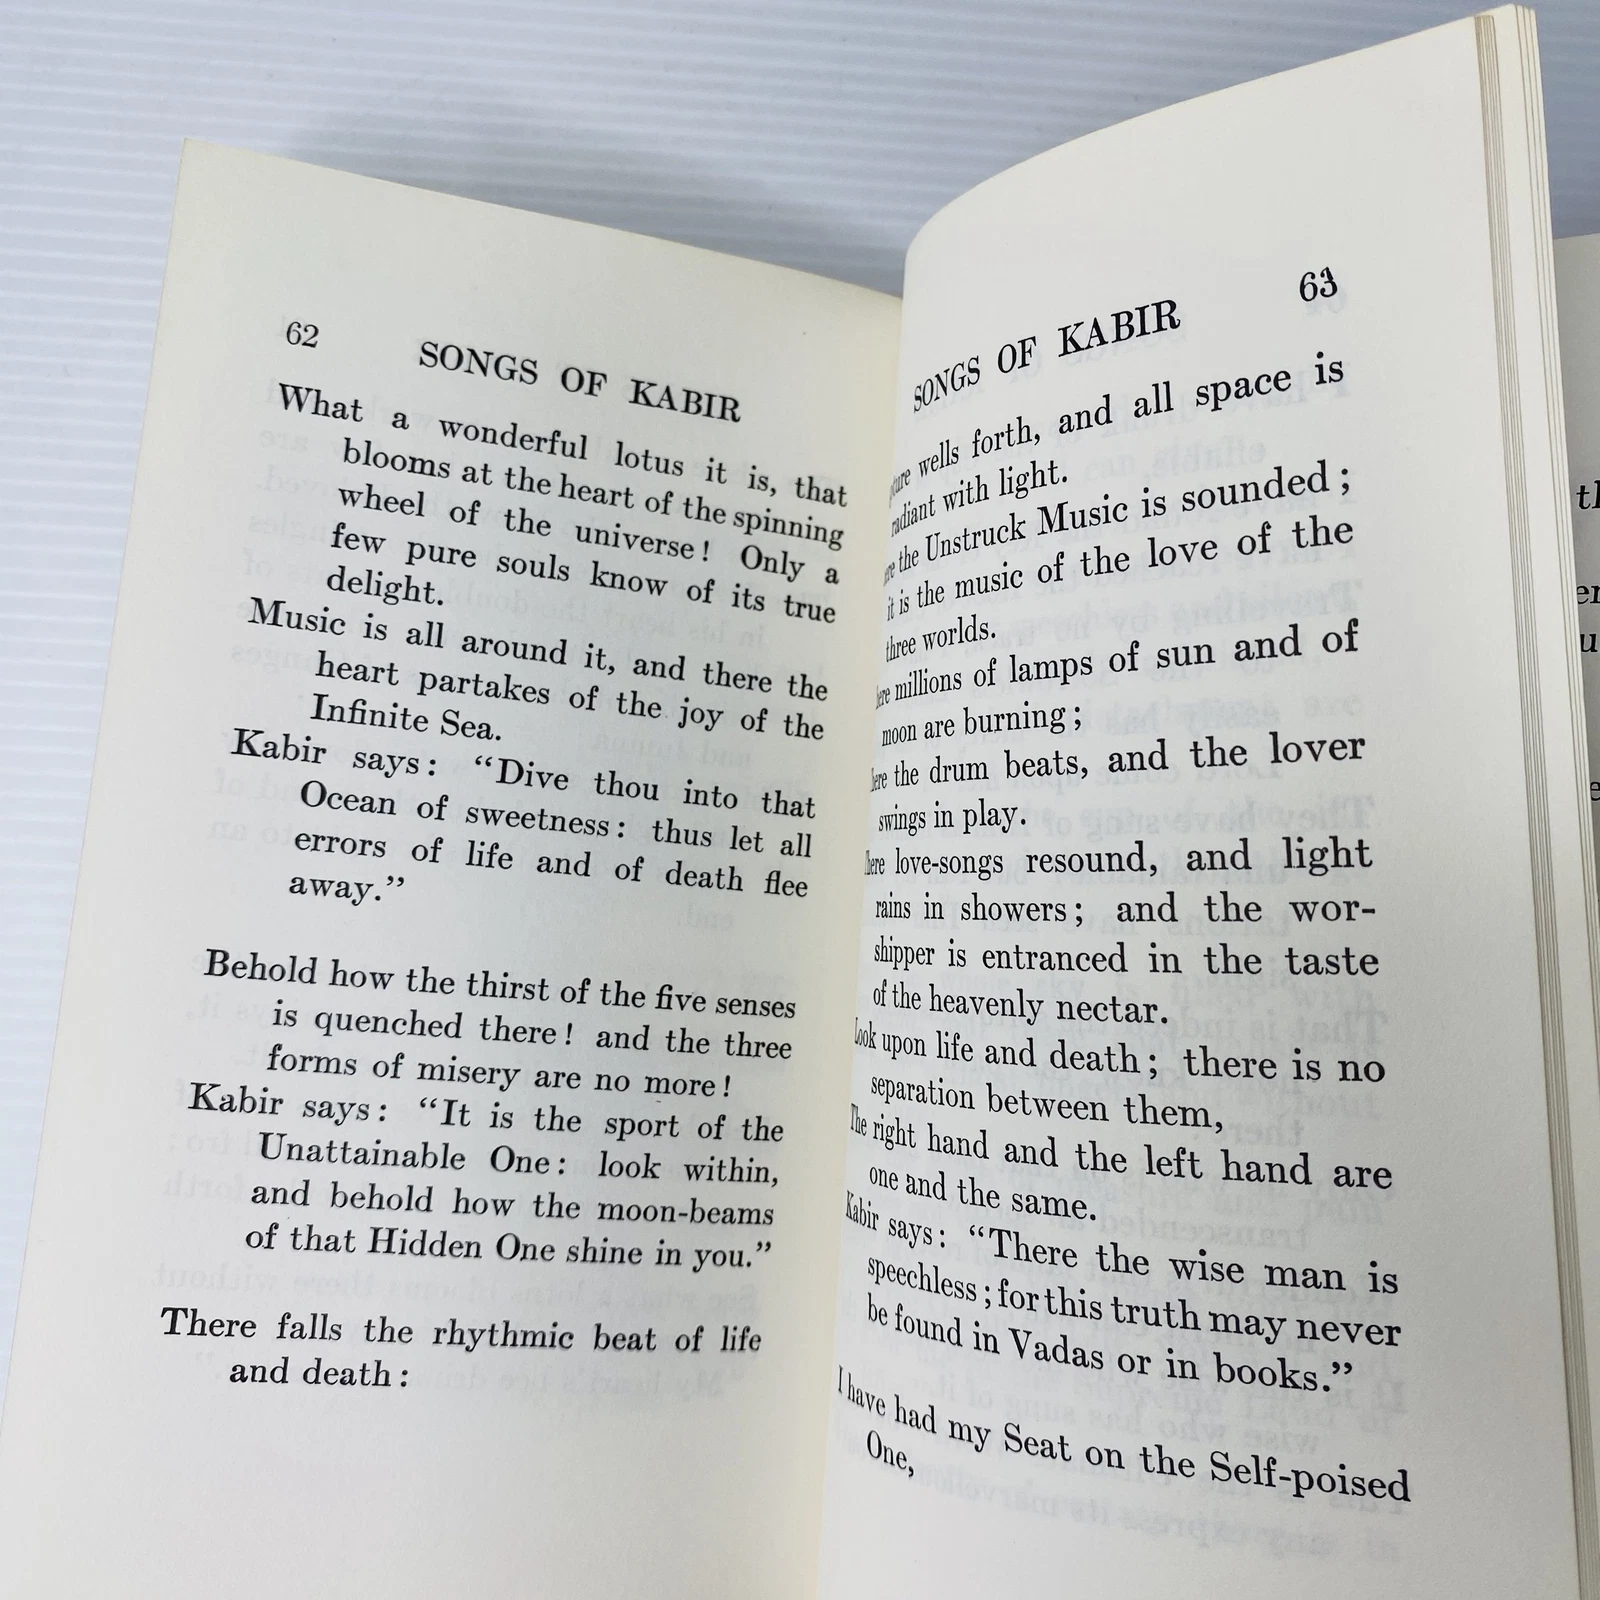 62
SONGS OF KABIR
What a wonderful lotus it is, that
blooms at the heart of the spinning
wheel of the universe! Only a
few pure souls know of its true
delight.
Music is all around it, and there the
heart partakes of the joy of the
Infinite Sea.
Kabir says: “Dive thou into that
Ocean of sweetness: thus let all
errors of life and of death flee
away.”
Behold how the thirst of the five senses
is quenched there! and the three
forms of misery are no more!
Kabir says: “It is the sport of the
Unattainable One: look within,
and behold how the moon-beams
of that Hidden One shine in you.”
There falls the rhythmic beat of life
and death:
SONGS OF KABIR
63
wells forth, and all space is
radiant with light.
the Unstruck Music is sounded;
it is the music of the love of the
three worlds.
millions of lamps of sun and of
moon are burning;
the drum beats, and the lover
swings in play.
love-songs resound, and light
rains in showers; and the wor-
shipper is entranced in the taste
of the heavenly nectar.
Look upon life and death; there is no
separation between them,
The right hand and the left hand are
one and the same.
Kabir says: “There the wise man is
speechless; for this truth may never
be found in Vadas or in books.”
I have had my Seat on the Self-poised
One,